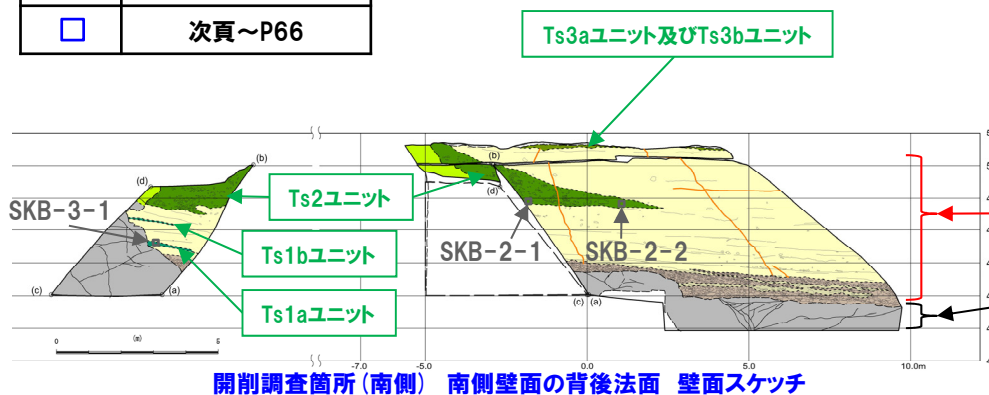 □ 次頁～P66
Ts3aユニット及びTs3bユニット
(b)
(b)
(d)
(d)
SKB-3-1
Ts2ユニット
SKB-2-1
SKB-2-2
Ts1bユニット
(c)
(a)
(c)
(a)
Ts1aユニット
0 (m) 5
-7.0 -5.0 0.0 5.0 10.0m
開削調査箇所(南側) 南側壁面の背後法面 壁面スケッチ